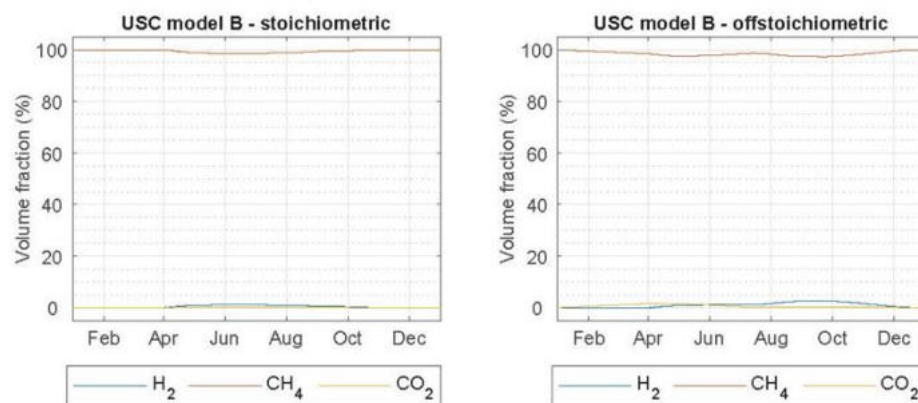 USC model B - stoichiometric
Volume fraction (%)
100
80
60
40
20
0
Feb Apr Jun Aug Oct Dec
H₂ CH₄ CO₂
USC model B - offstoichiometric
Volume fraction (%)
100
80
60
40
20
0
Feb Apr Jun Aug Oct Dec
H₂ CH₄ CO₂